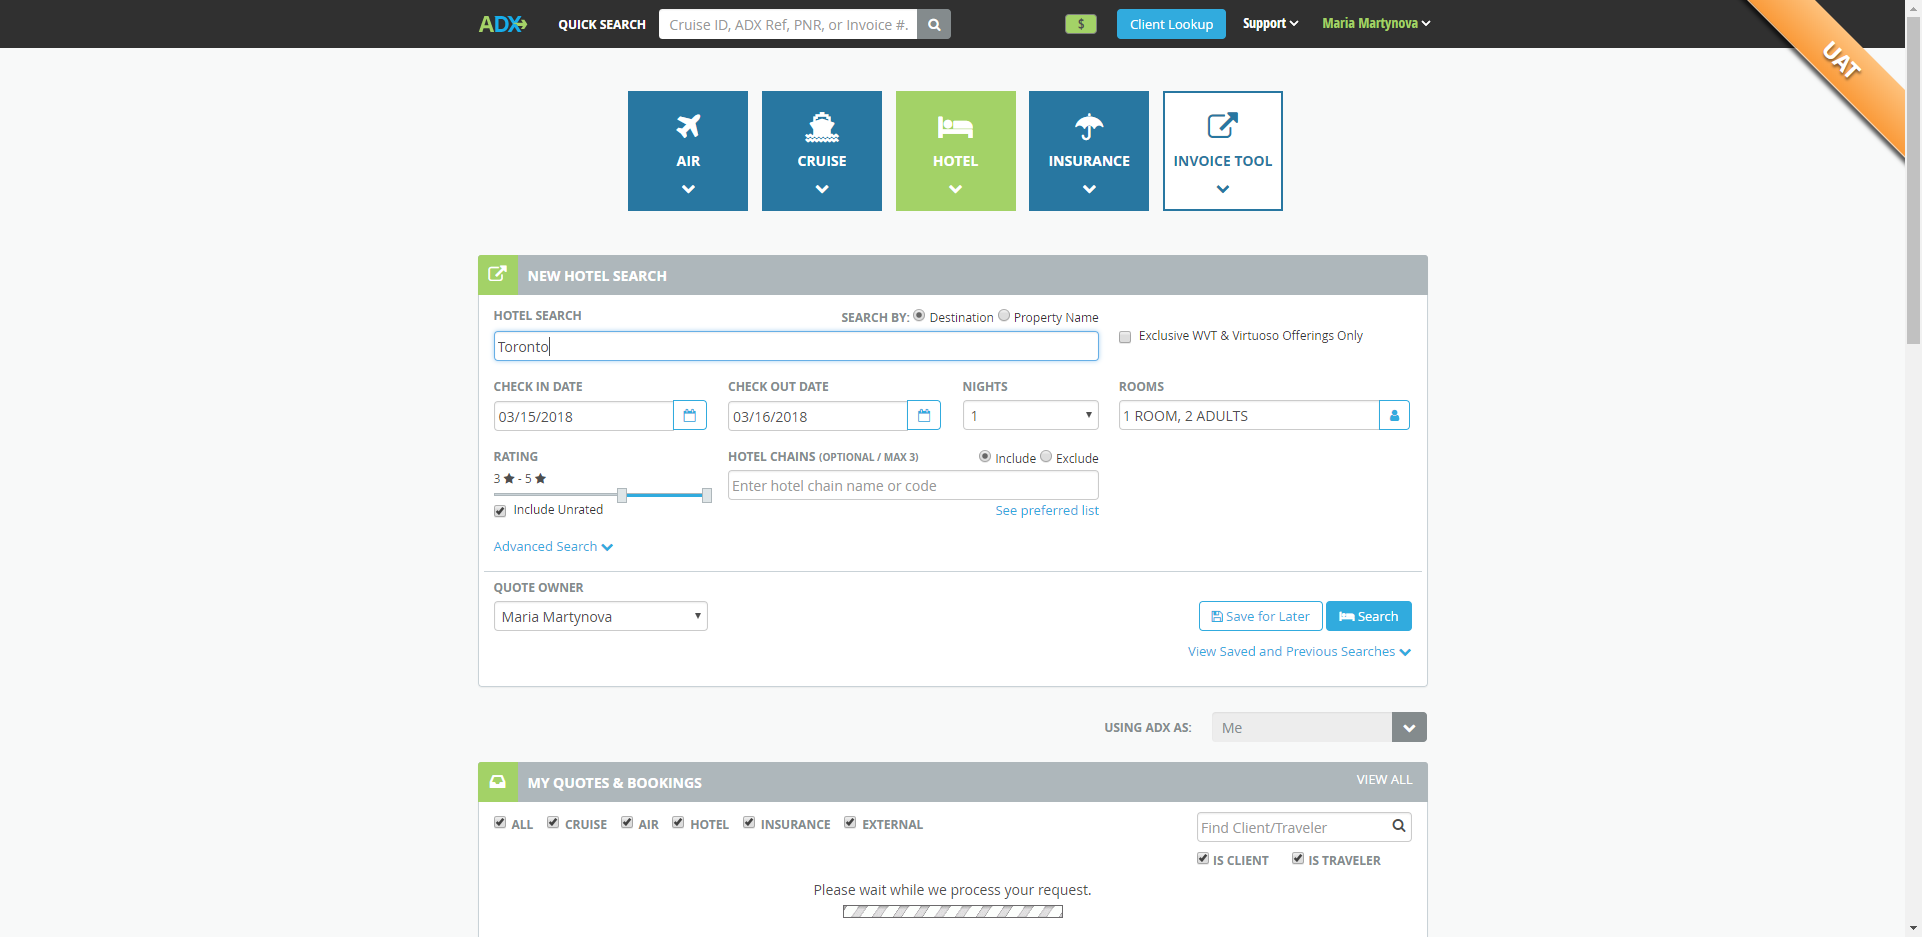 ADX QUICK SEARCH Cruise ID, ADX Ref, PNR, or Invoice #. $ Client Lookup Support Maria Martynova
UAT
AIR CRUISE HOTEL INSURANCE INVOICE TOOL
NEW HOTEL SEARCH
HOTEL SEARCH SEARCH BY: Destination Property Name
Toronto
Exclusive WVT & Virtuoso Offerings Only
CHECK IN DATE CHECK OUT DATE NIGHTS ROOMS
03/15/2018 03/16/2018 1 1 ROOM, 2 ADULTS
RATING HOTEL CHAINS (OPTIONAL / MAX 3) Include Exclude
3 ★ - 5 ★
Enter hotel chain name or code
Include Unrated See preferred list
Advanced Search
QUOTE OWNER
Maria Martynova Save for Later Search
View Saved and Previous Searches
USING ADX AS: Me
MY QUOTES & BOOKINGS VIEW ALL
ALL CRUISE AIR HOTEL INSURANCE EXTERNAL Find Client/Traveler
IS CLIENT IS TRAVELER
Please wait while we process your request.